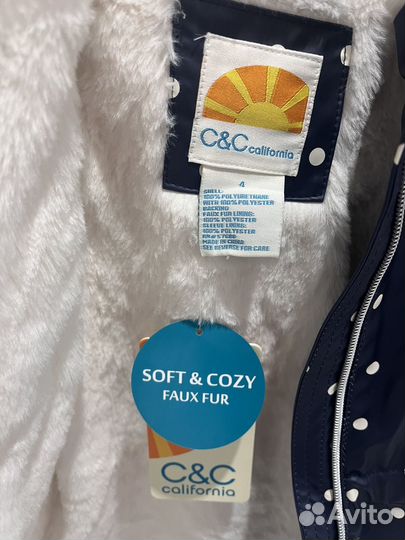 C&C california
4
SHELL:
100% POLYURETHANE
WITH 100% POLYESTER
BACKING
FAUX FUR LINING:
100% POLYESTER
SLEEVE LINING:
100% POLYESTER
MADE IN CHINA
SEE REVERSE FOR CARE
SOFT & COZY
FAUX FUR
C&C
california
Avito